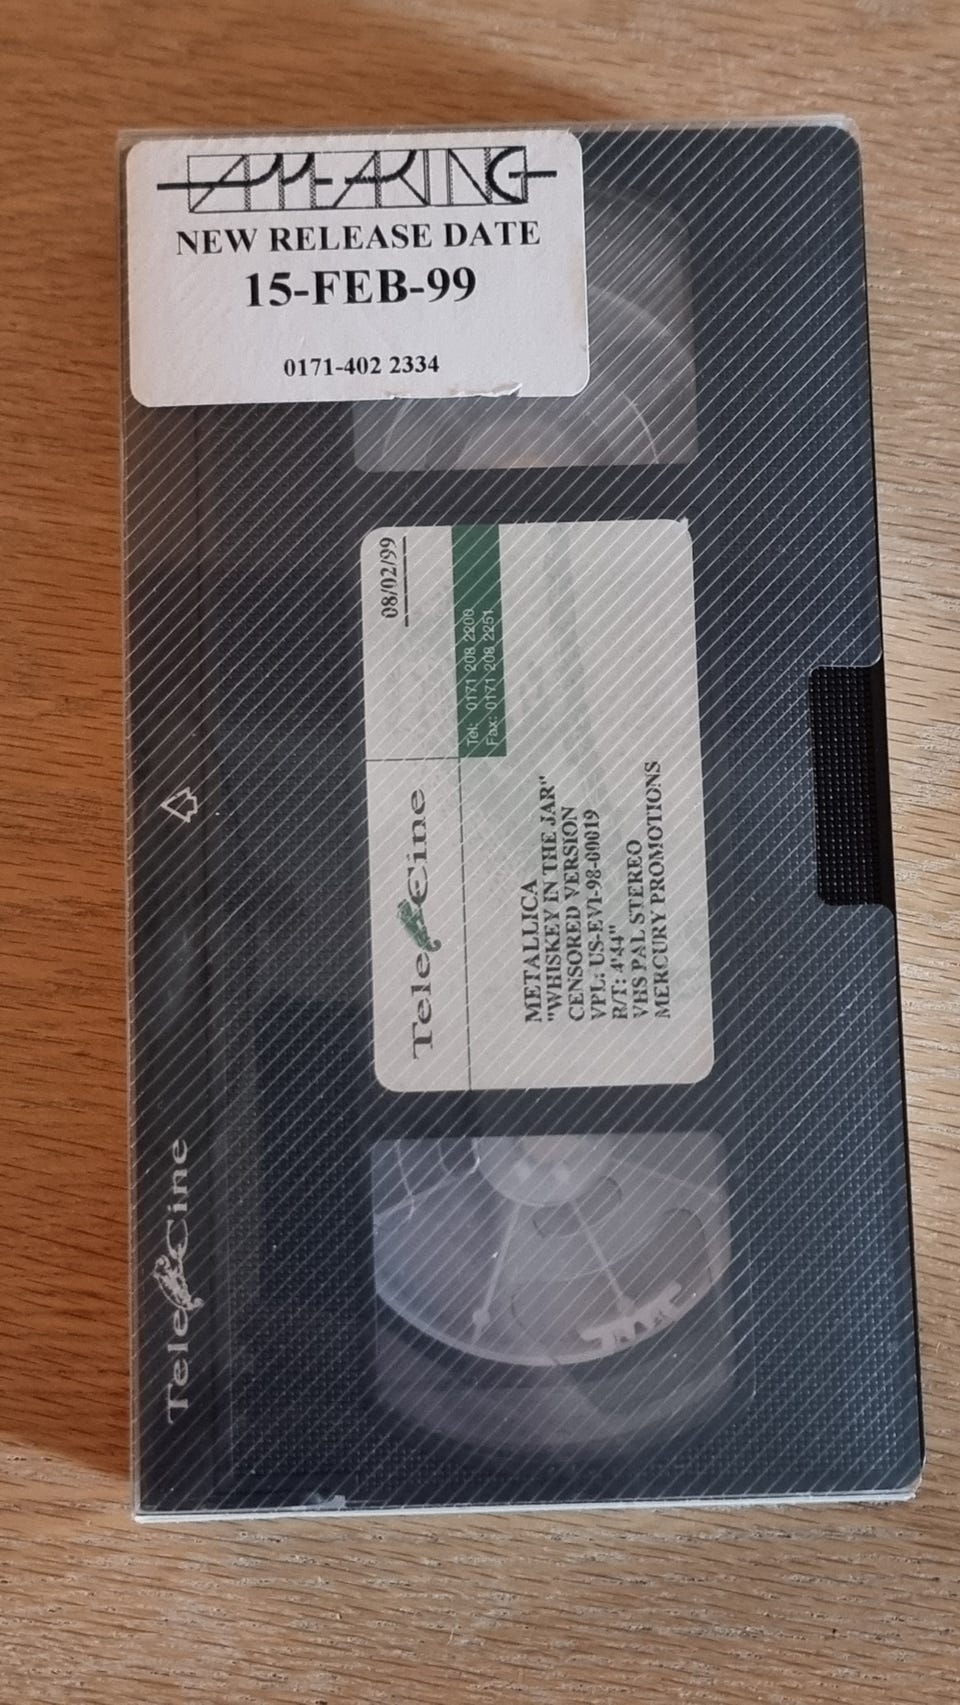 APPEARING
NEW RELEASE DATE
15-FEB-99
0171-402 2334
08/02/99
TeleCine
Tel: 0171 208 2200
Fax: 0171 208 2251
METALLICA
"WHISKEY IN THE JAR"
CENSORED VERSION
VPL: US-EV1-98-00019
R/T: 4'44"
VHS PAL STEREO
MERCURY PROMOTIONS
TeleCine